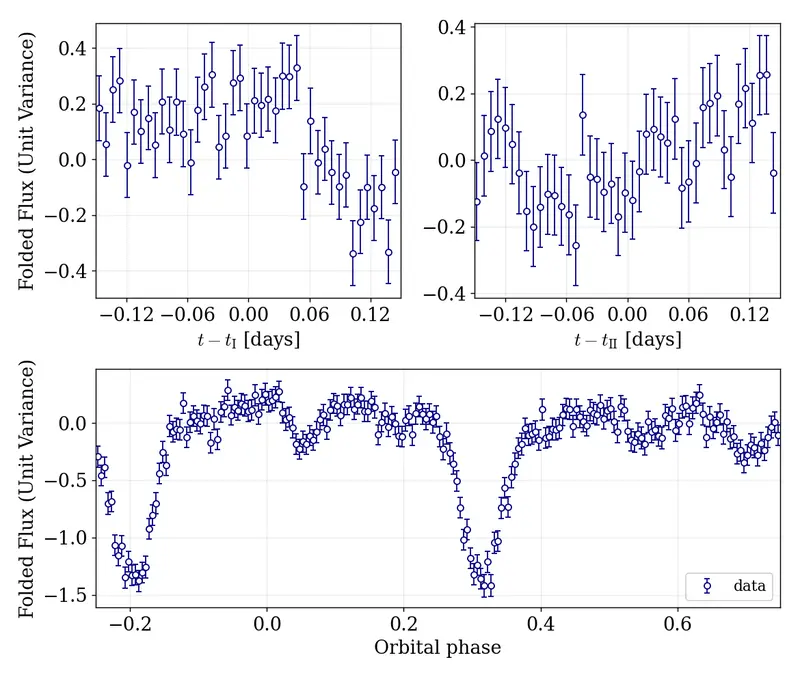 Folded Flux (Unit Variance)
0.4
0.2
0.0
−0.2
−0.4
−0.12 −0.06 0.00 0.06 0.12
t − tI [days]
0.4
0.2
0.0
−0.2
−0.4
−0.12 −0.06 0.00 0.06 0.12
t − tII [days]
Folded Flux (Unit Variance)
0.0
−0.5
−1.0
−1.5
−0.2 0.0 0.2 0.4 0.6
data
Orbital phase